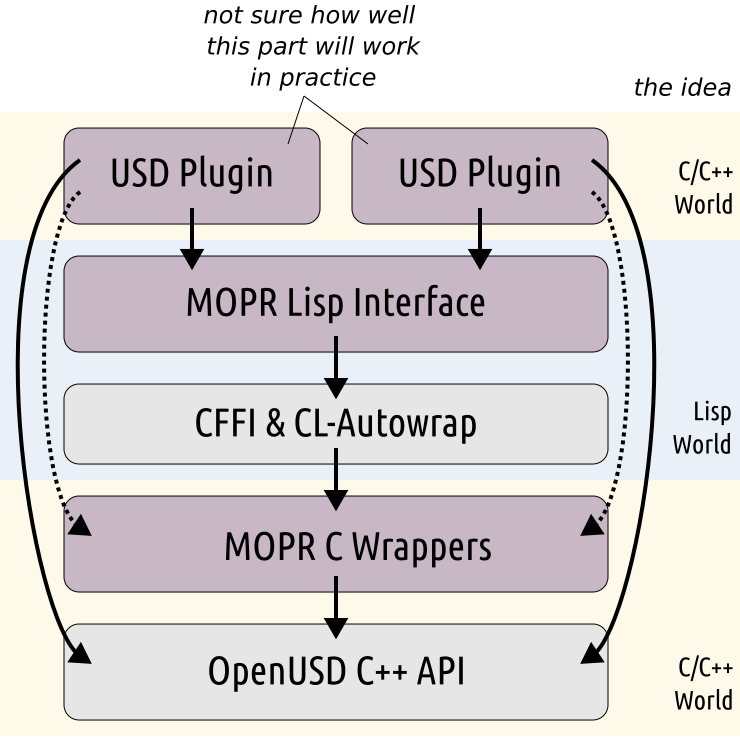 not sure how well
this part will work
in practice
the idea
USD Plugin
USD Plugin
C/C++
World
MOPR Lisp Interface
CFFI & CL-Autowrap
Lisp
World
MOPR C Wrappers
OpenUSD C++ API
C/C++
World